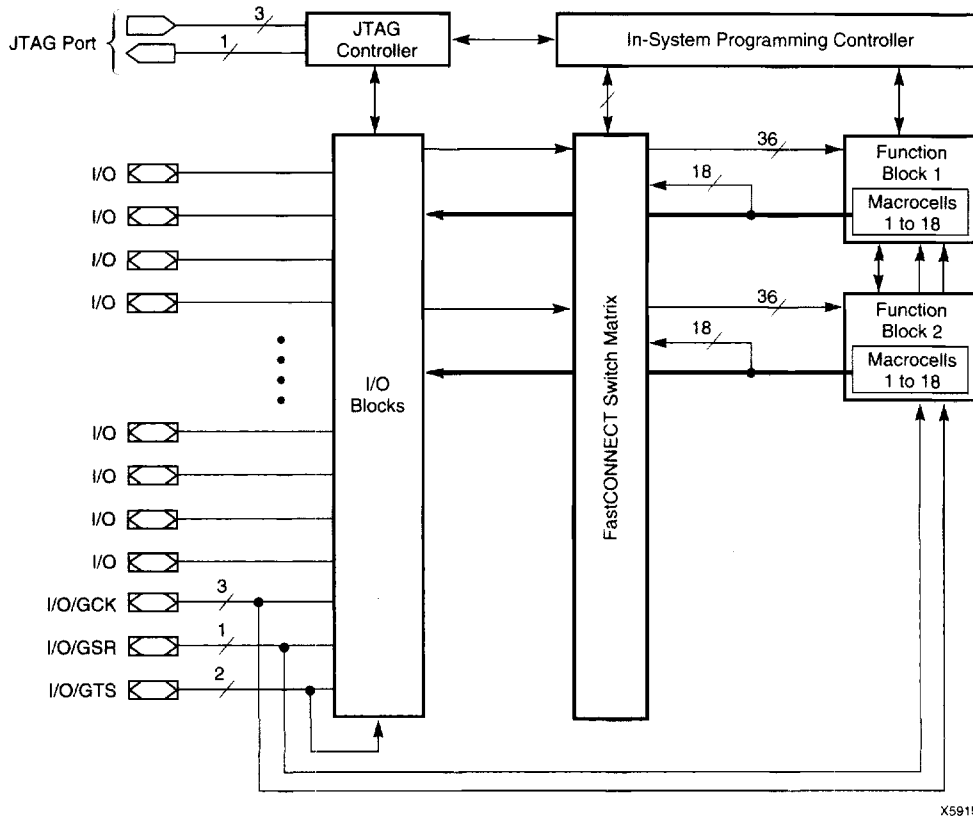 JTAG Port
3
1
JTAG
Controller
In-System Programming Controller
I/O
I/O
I/O
I/O
I/O
I/O
I/O
I/O
I/O/GCK
3
I/O/GSR
1
I/O/GTS
2
I/O
Blocks
FastCONNECT Switch Matrix
36
18
Function
Block 1
Macrocells
1 to 18
36
18
Function
Block 2
Macrocells
1 to 18
X5915